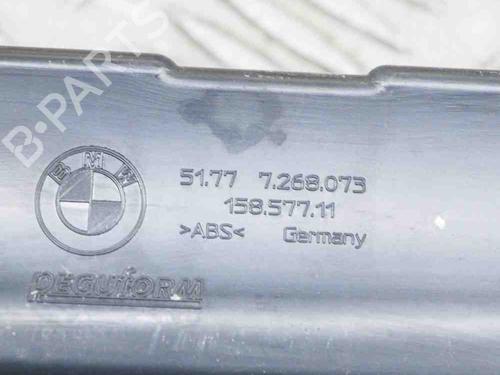 B-PARTS
BMW
51.77 7.268.073
158.577.11
>ABS< Germany
DEGUFORM